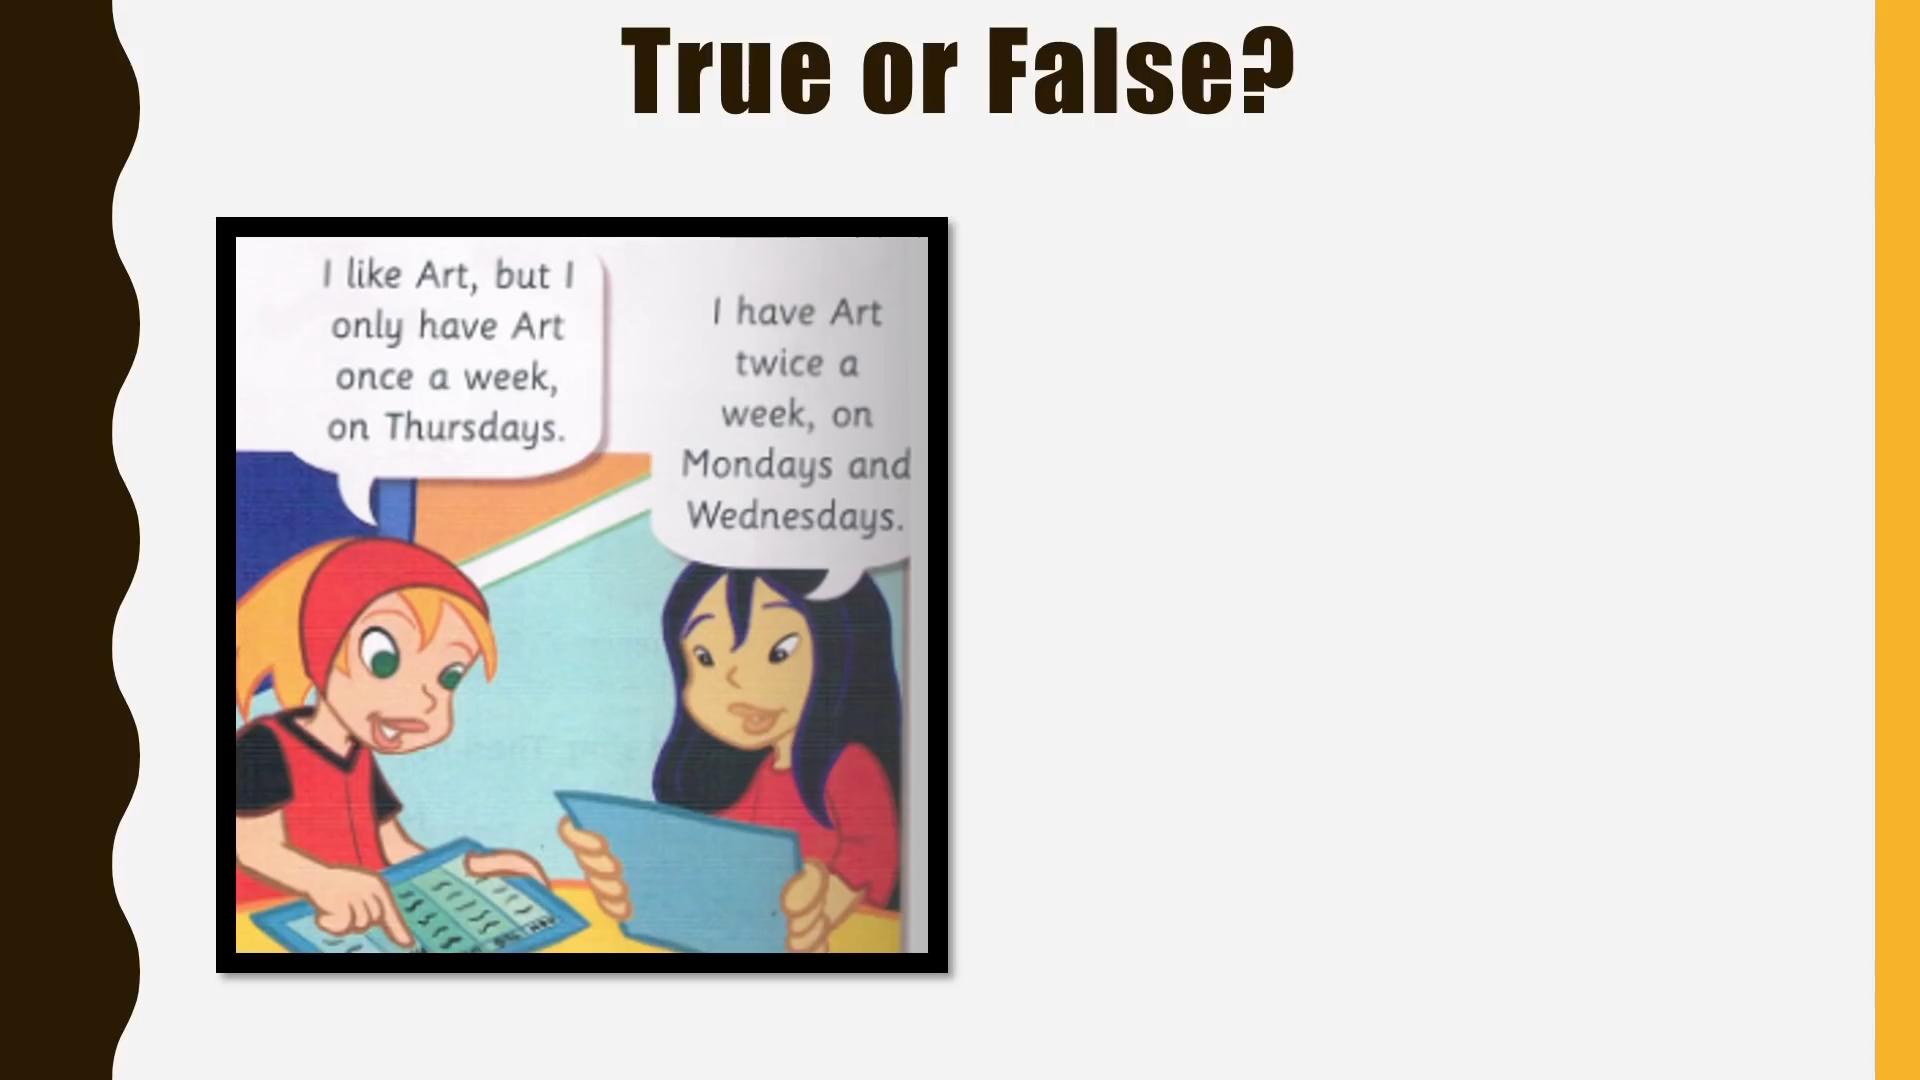 True or False?
I like Art, but I
only have Art
once a week,
on Thursdays.
I have Art
twice a
week, on
Mondays and
Wednesdays.